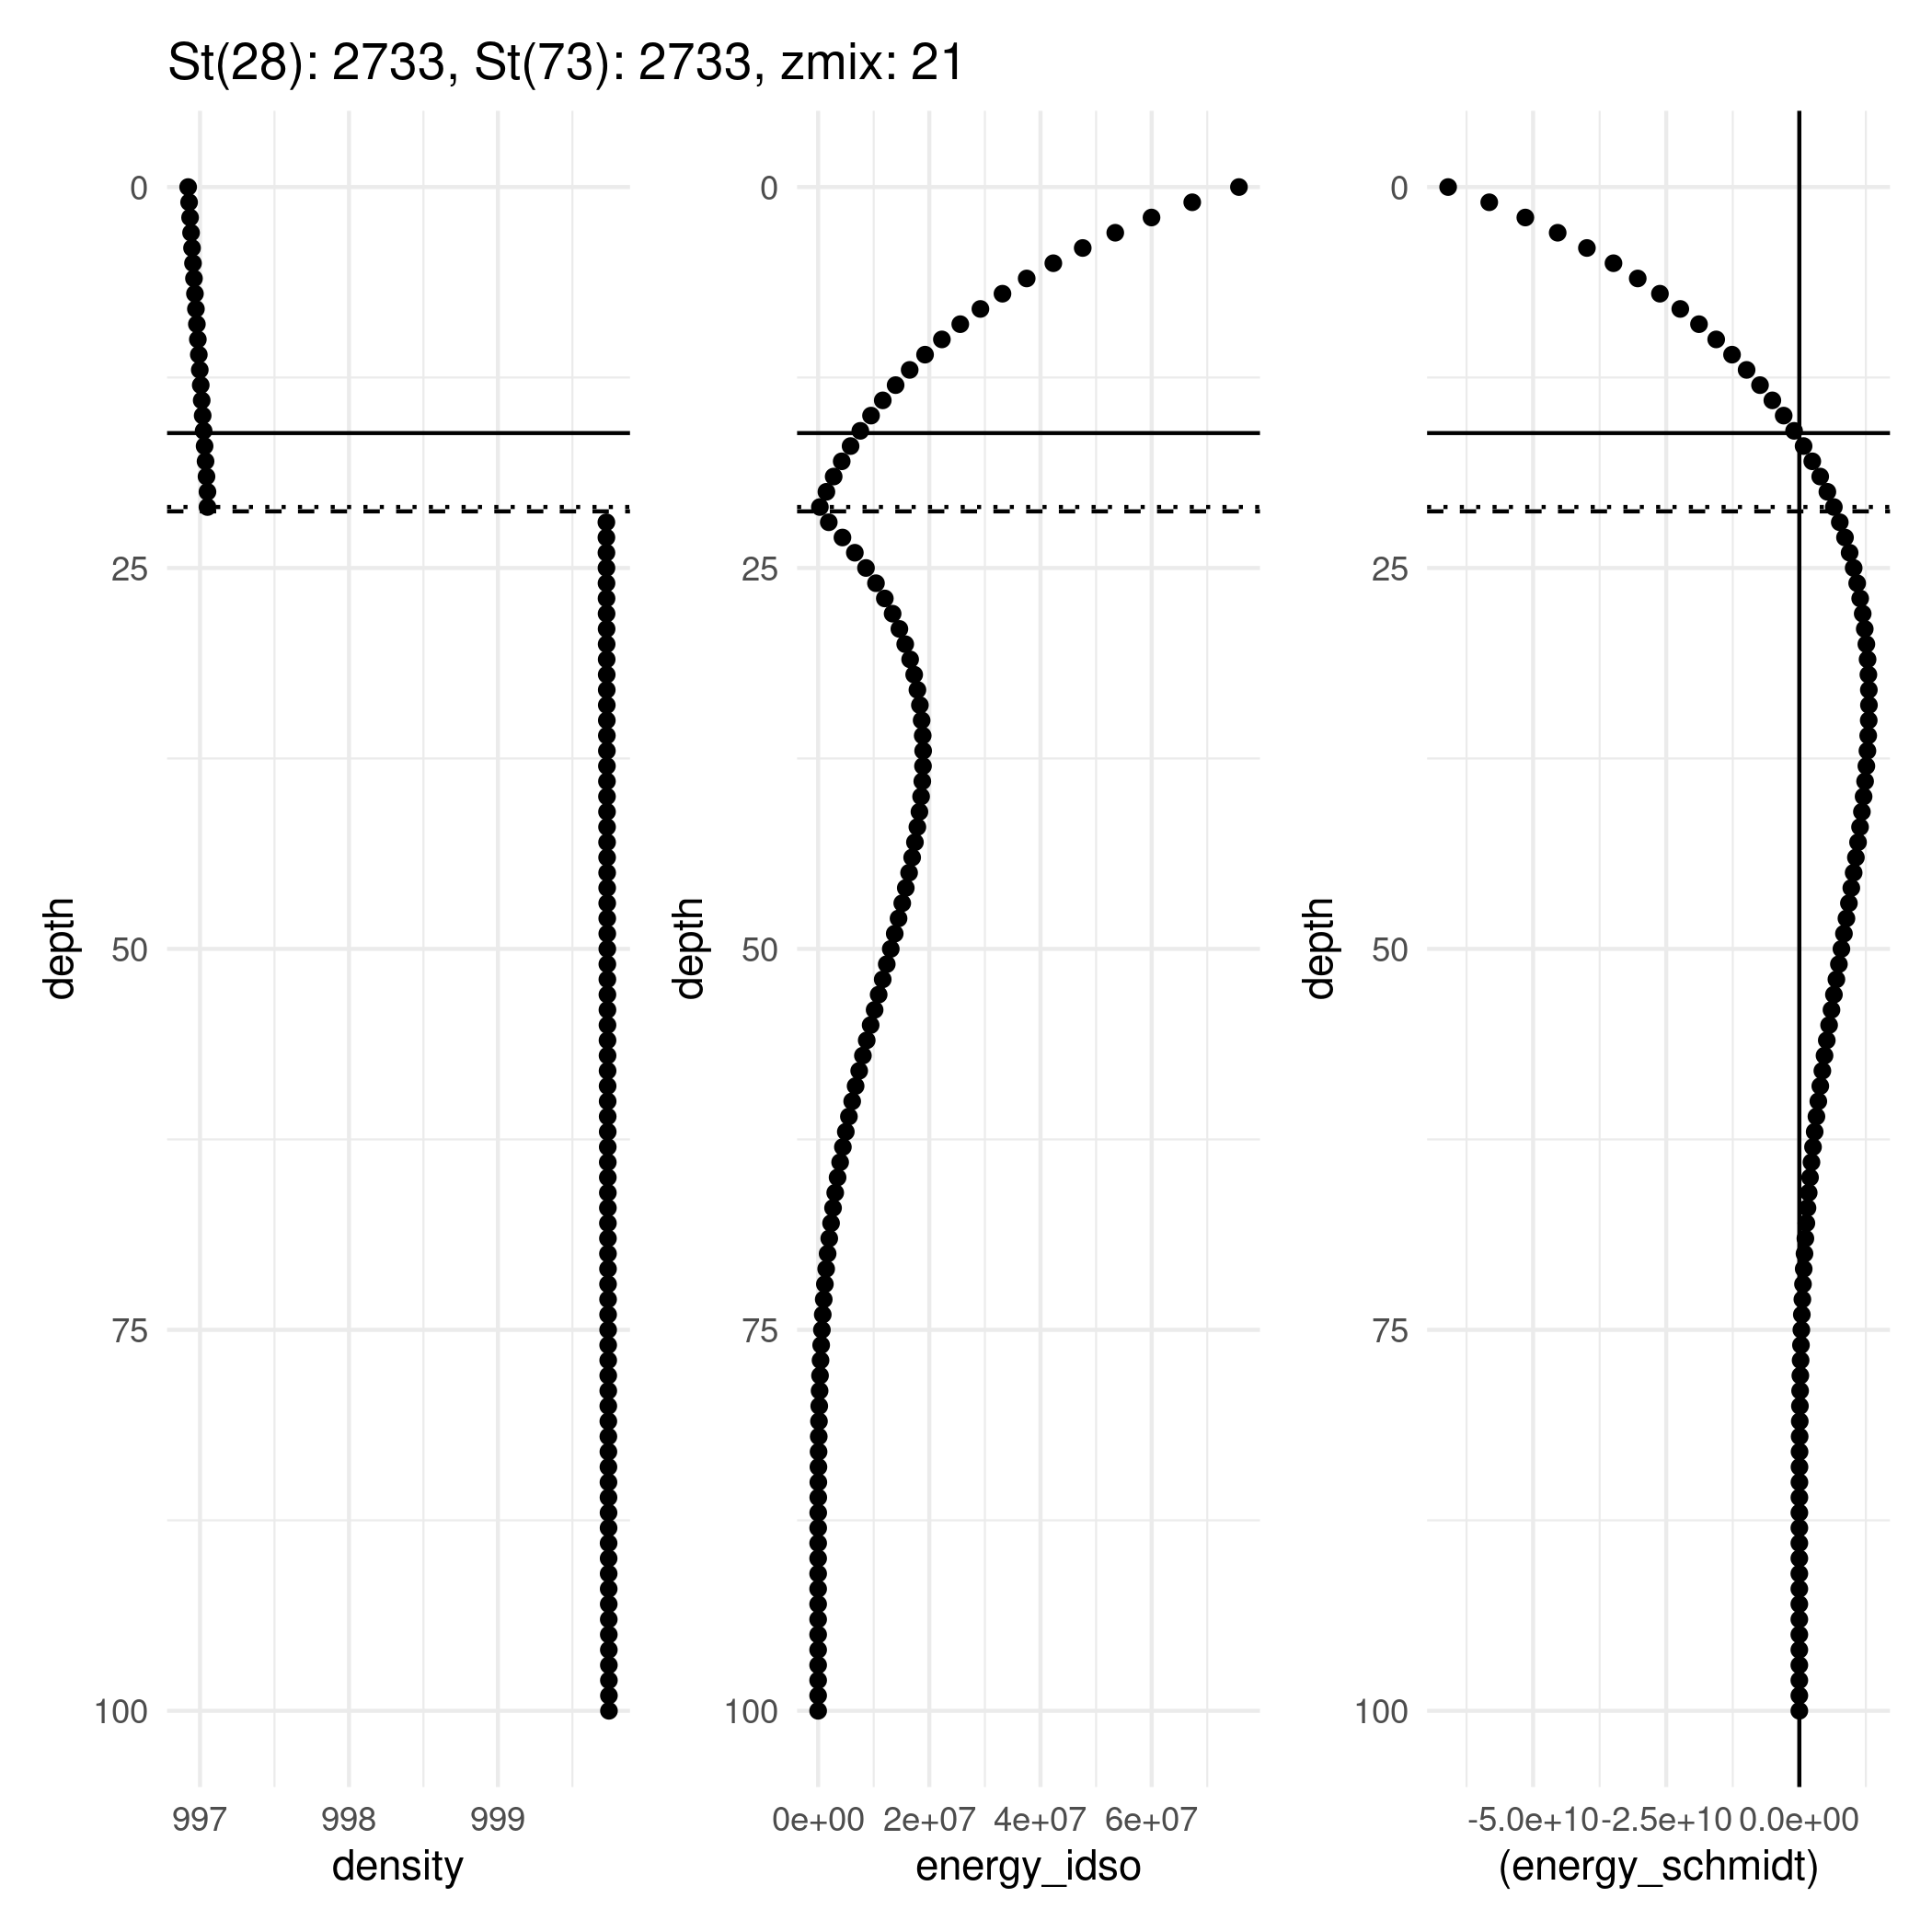 St(28): 2733, St(73): 2733, zmix: 21
0
25
50
75
100
depth
997
998
999
density
0
25
50
75
100
depth
0e+00
2e+07
4e+07
6e+07
energy_idso
0
25
50
75
100
depth
-5.0e+10
-2.5e+10
0.0e+00
(energy_schmidt)